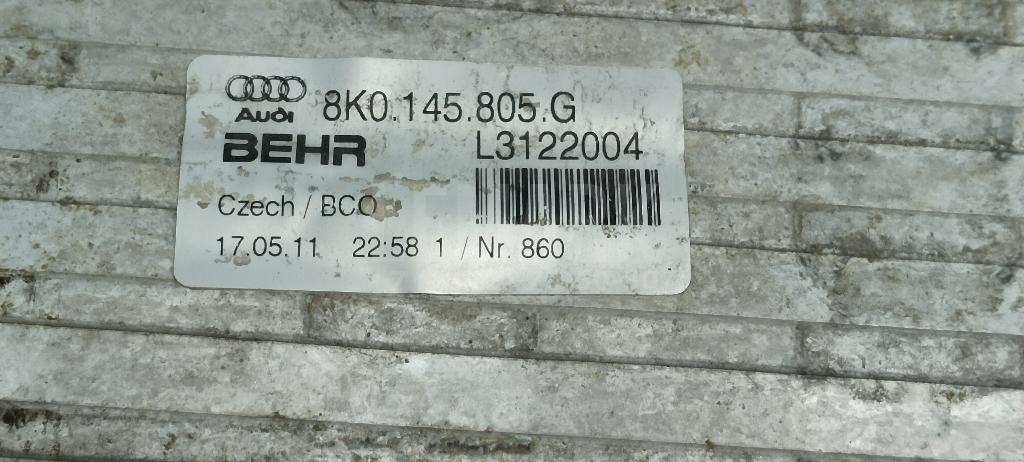 8K0.145.805.G
Audi
BEHR L3122004
Czech / BCO
17.05.11 22:58 1 / Nr. 860